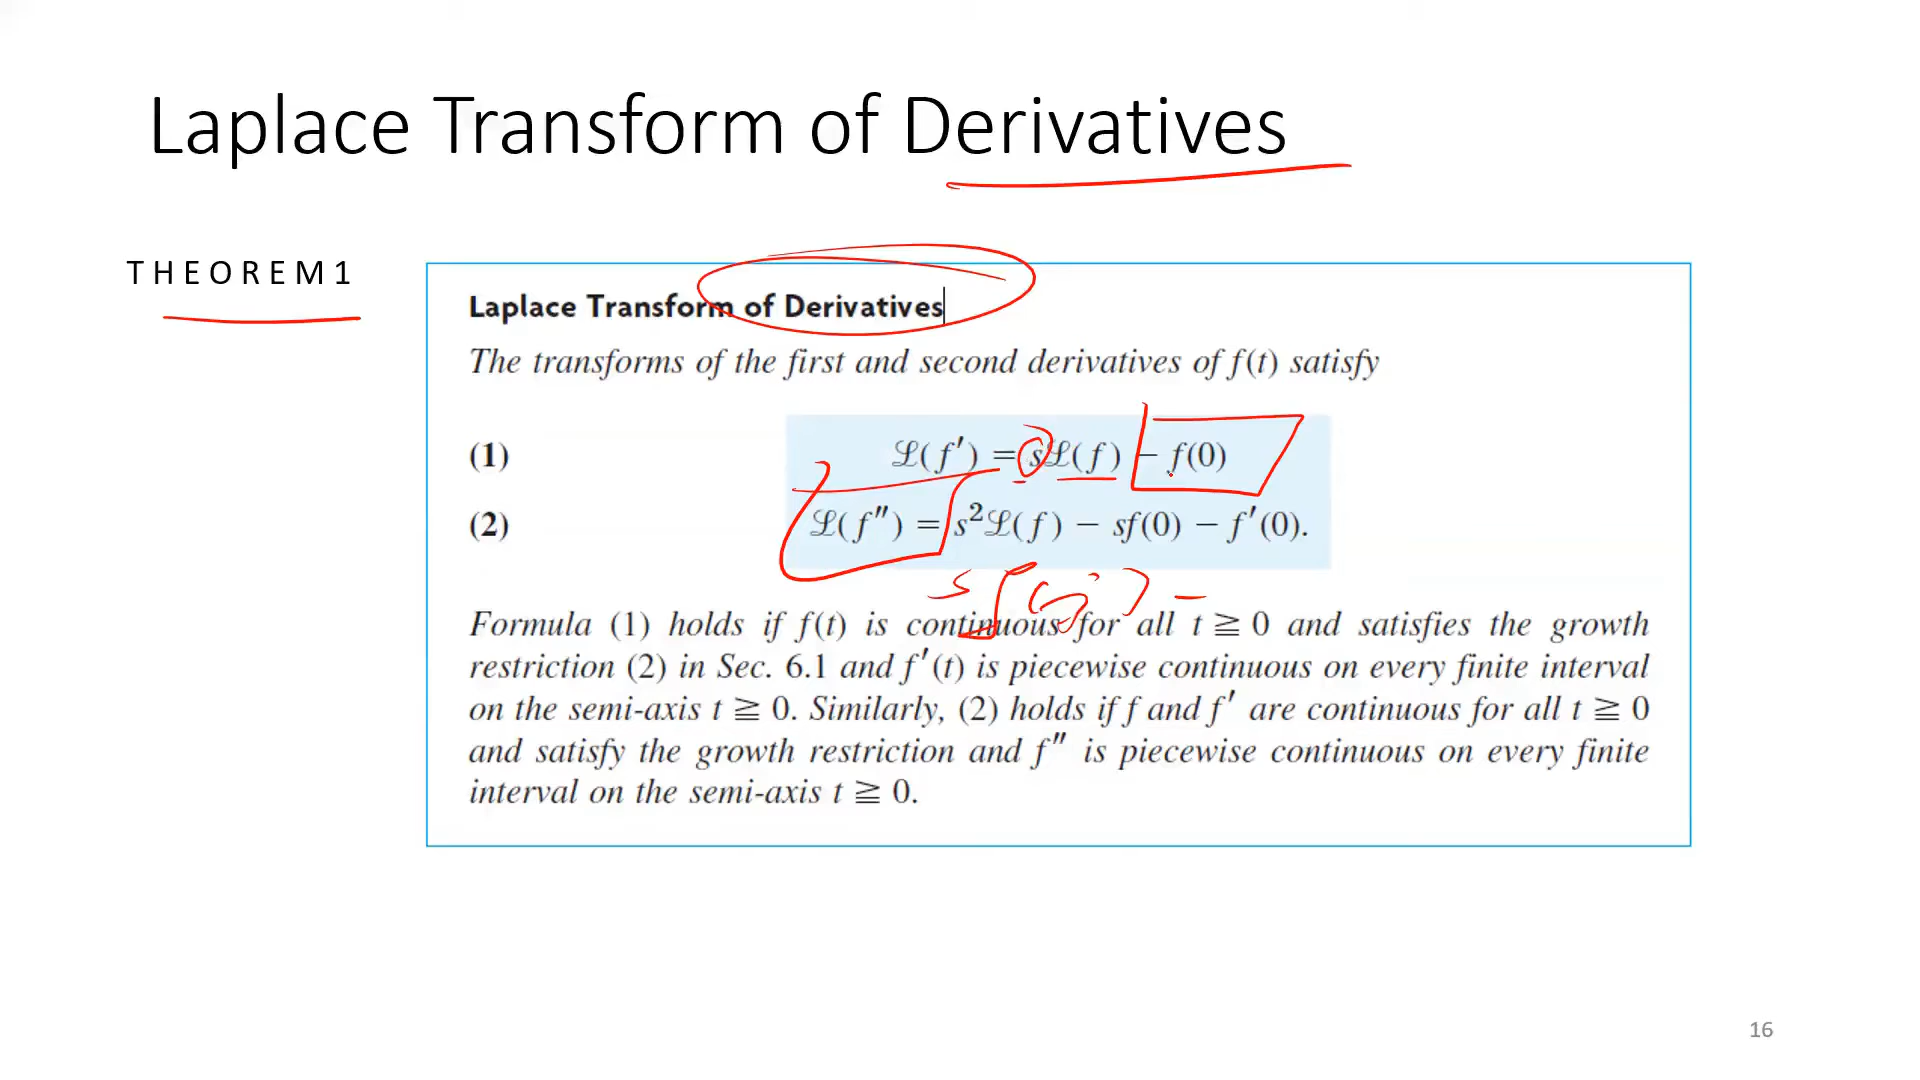 Laplace Transform of Derivatives
THEOREM1
Laplace Transform of Derivatives
The transforms of the first and second derivatives of f(t) satisfy
(1) ℒ(f′) = sℒ(f) − f(0)
(2) ℒ(f″) = s²ℒ(f) − sf(0) − f′(0).
Formula (1) holds if f(t) is continuous for all t ≧ 0 and satisfies the growth
restriction (2) in Sec. 6.1 and f′(t) is piecewise continuous on every finite interval
on the semi-axis t ≧ 0. Similarly, (2) holds if f and f′ are continuous for all t ≧ 0
and satisfy the growth restriction and f″ is piecewise continuous on every finite
interval on the semi-axis t ≧ 0.
16